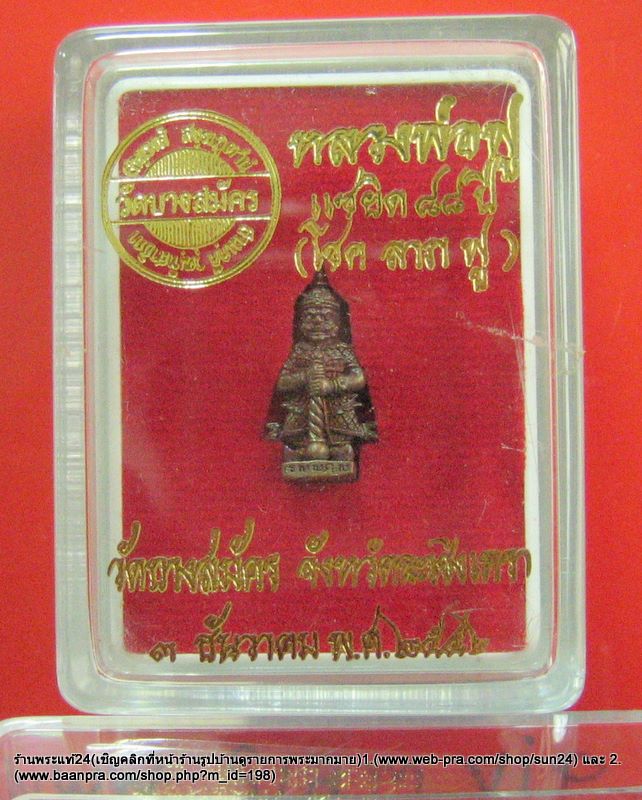 วัดบางสมัคร
หลวงพ่อฟู
แซยิด ๘๘ ปี
(โชค ลาภ ฟู)
วัดบางสมัคร จังหวัดฉะเชิงเทรา
๓ ธันวาคม พ.ศ.๒๕๕๒
ร้านพระแท้24(เชิญคลิกที่หน้าร้านรูปบ้านดูรายการพระมากมาย)1.(www.web-pra.com/shop/sun24) และ 2.
(www.baanpra.com/shop.php?m_id=198)